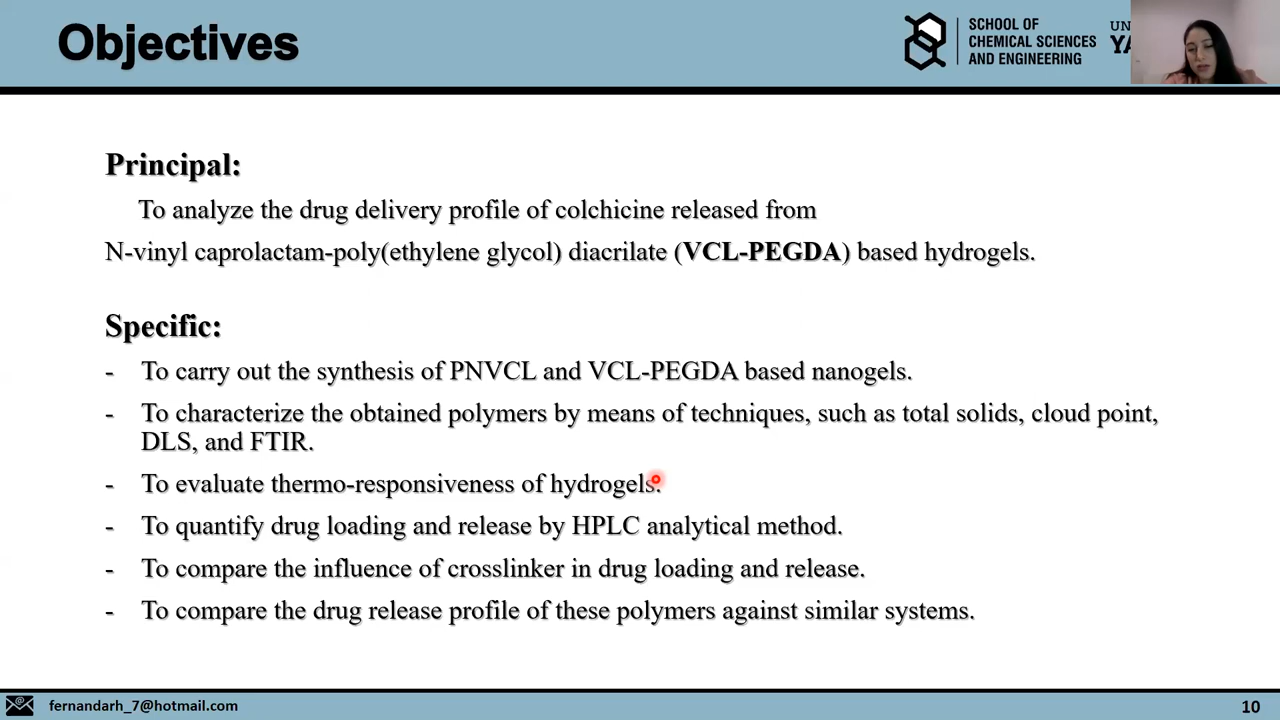 Objectives
SCHOOL OF
CHEMICAL SCIENCES
AND ENGINEERING
UN
YA
Principal:
To analyze the drug delivery profile of colchicine released from
N-vinyl caprolactam-poly(ethylene glycol) diacrilate (VCL-PEGDA) based hydrogels.
Specific:
- To carry out the synthesis of PNVCL and VCL-PEGDA based nanogels.
- To characterize the obtained polymers by means of techniques, such as total solids, cloud point,
DLS, and FTIR.
- To evaluate thermo-responsiveness of hydrogels.
- To quantify drug loading and release by HPLC analytical method.
- To compare the influence of crosslinker in drug loading and release.
- To compare the drug release profile of these polymers against similar systems.
fernandarh_7@hotmail.com
10